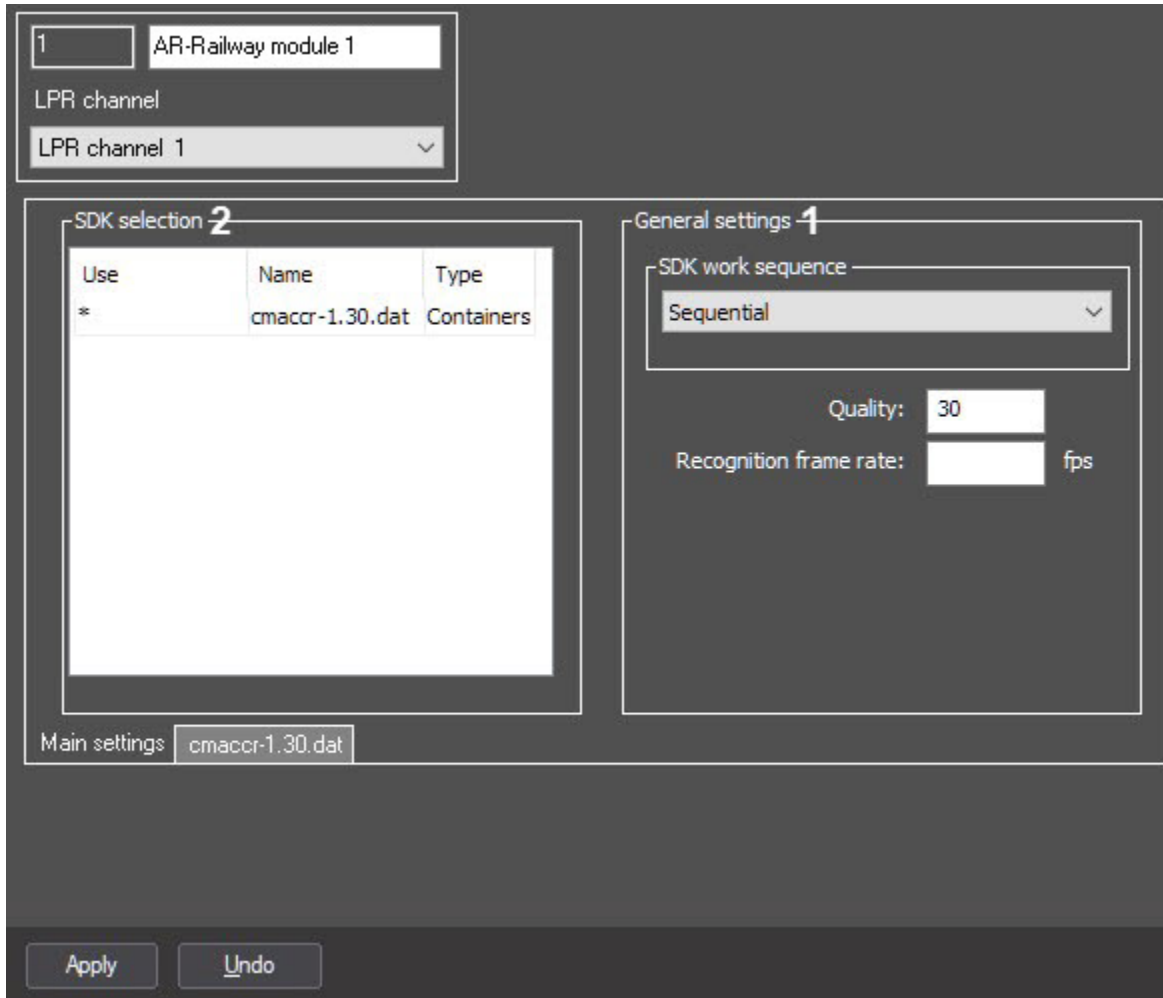 1
AR-Railway module 1
LPR channel
LPR channel 1
SDK selection 2
Use Name Type
* cmaccr-1.30.dat Containers
General settings 1
SDK work sequence
Sequential
Quality: 30
Recognition frame rate: fps
Main settings cmaccr-1.30.dat
Apply Undo